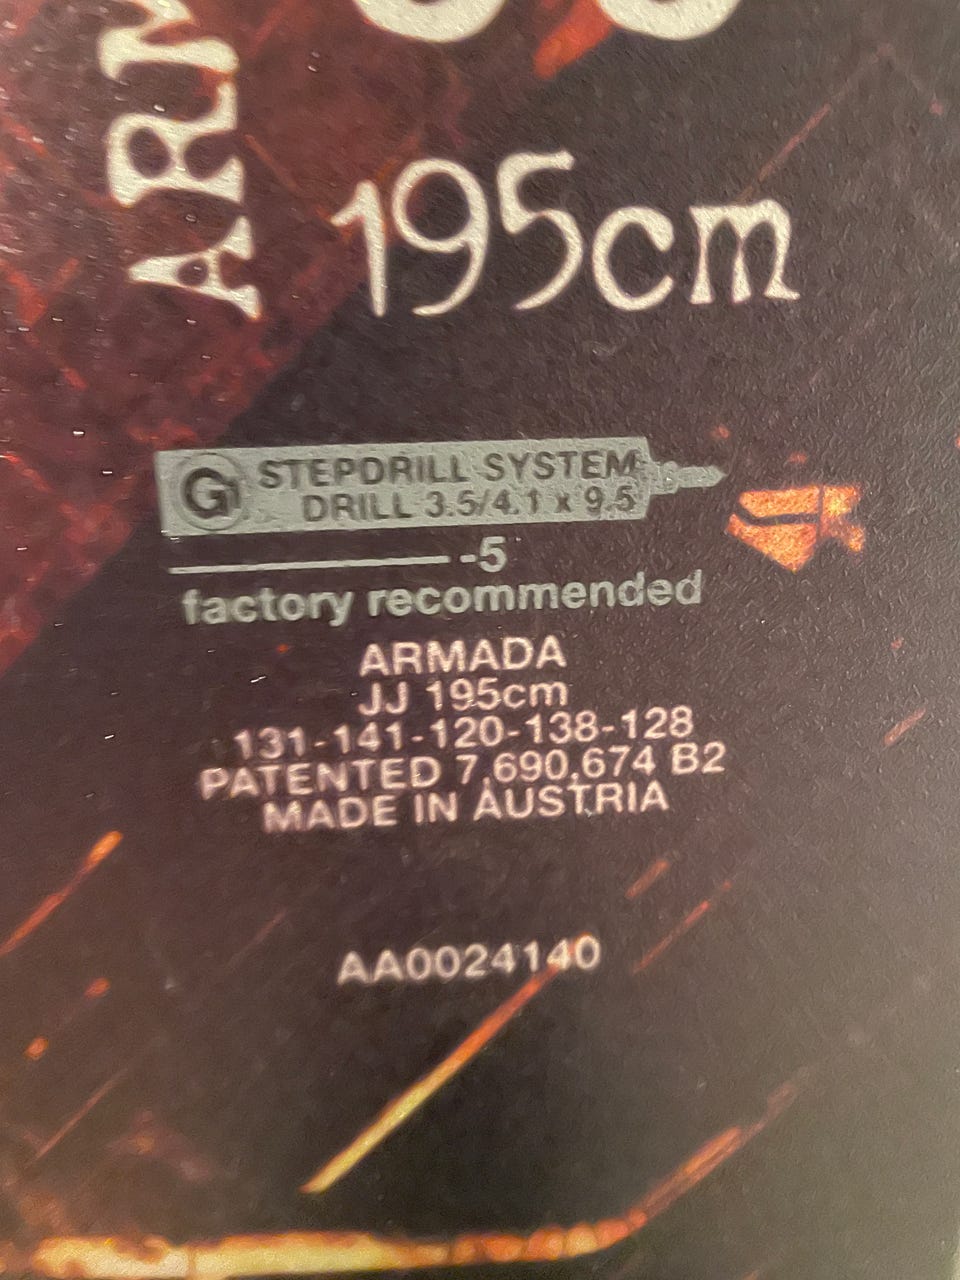 ARM
195cm
G STEPDRILL SYSTEM
DRILL 3.5/4.1 x 9.5
-5
factory recommended
ARMADA
JJ 195cm
131-141-120-138-128
PATENTED 7,690,674 B2
MADE IN AUSTRIA
AA0024140